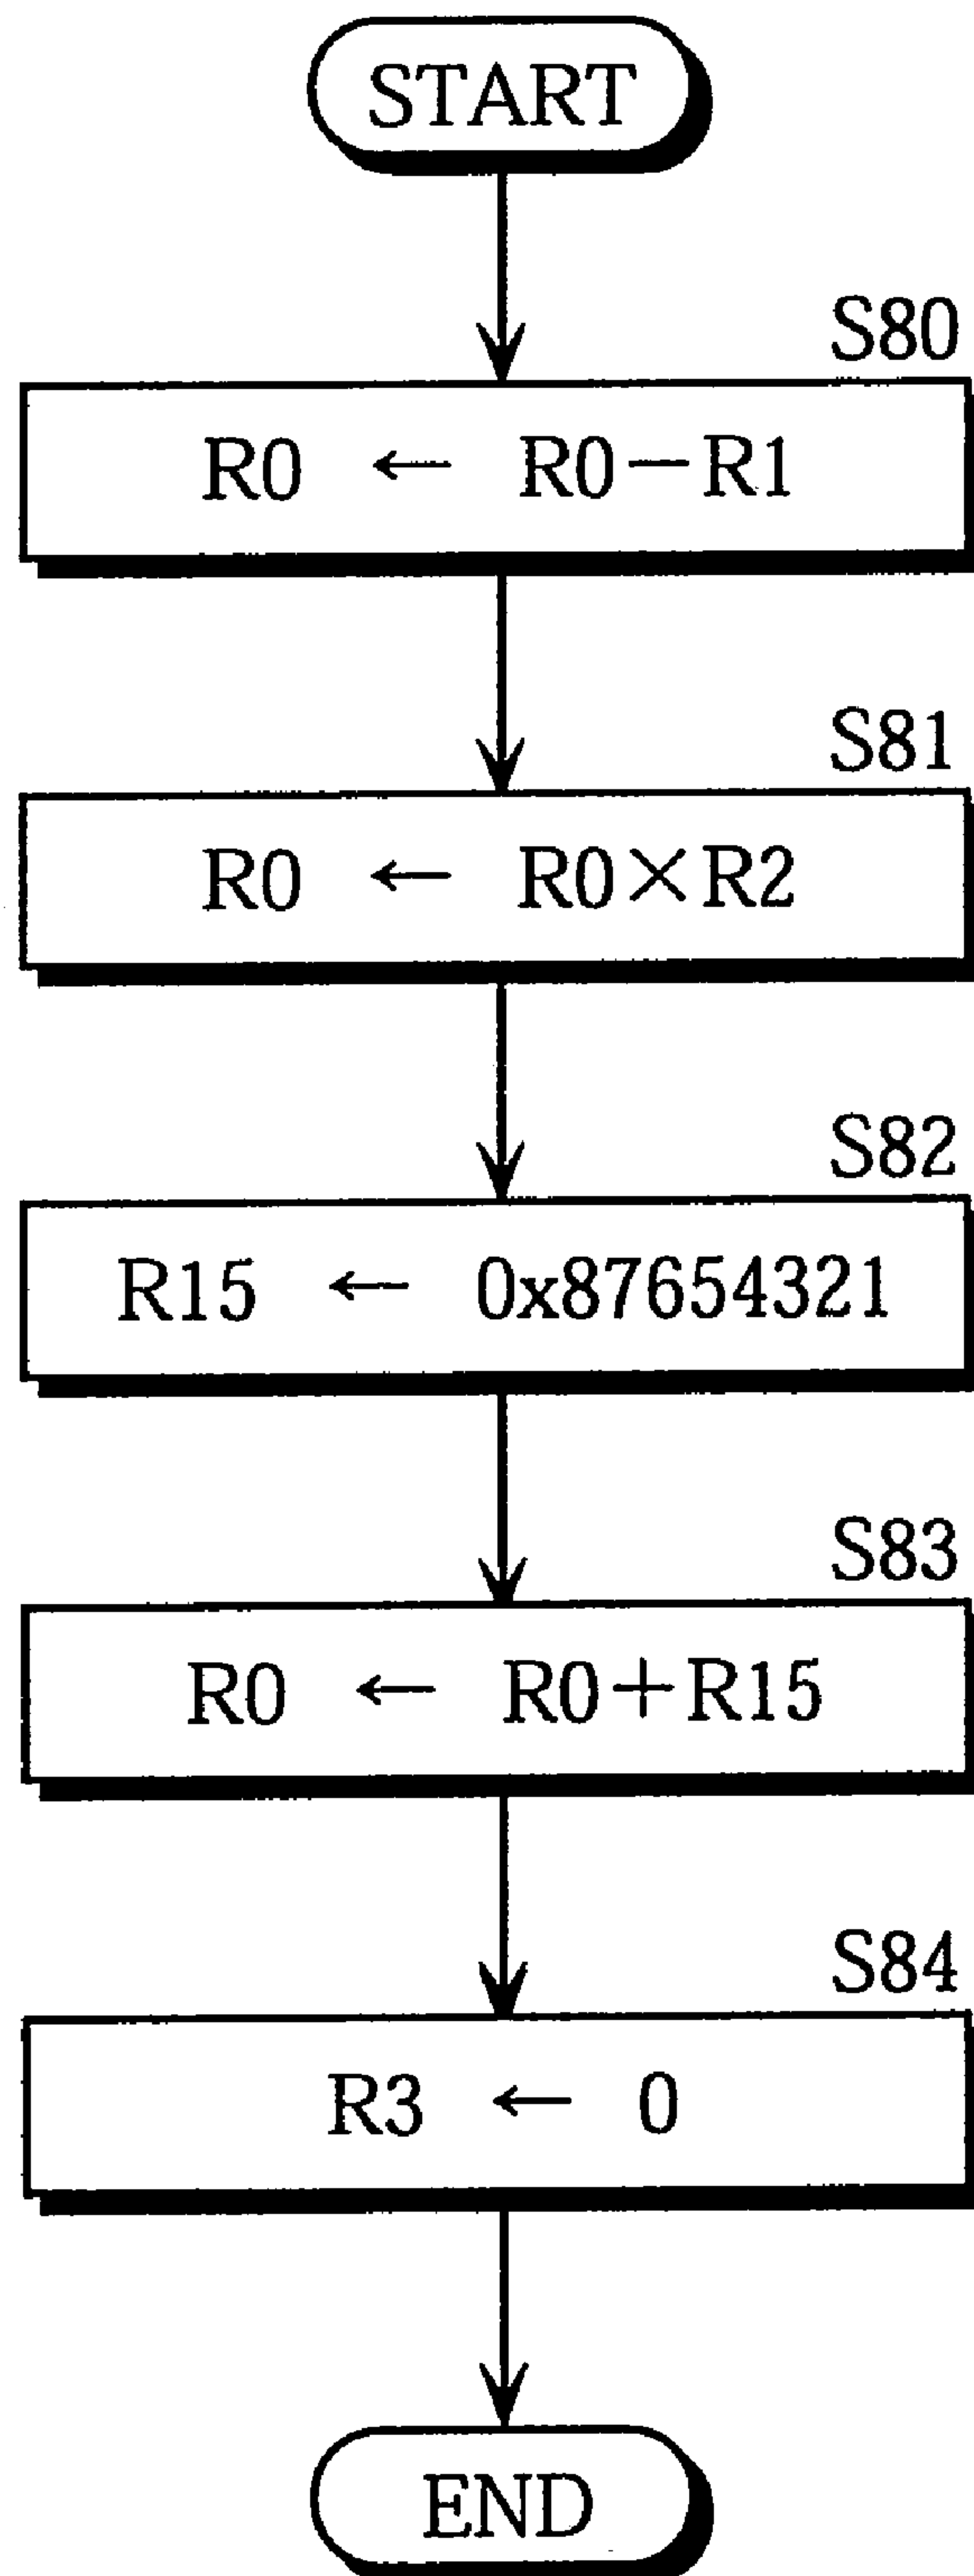 START
S80
R0 ← R0－R1
S81
R0 ← R0×R2
S82
R15 ← 0x87654321
S83
R0 ← R0＋R15
S84
R3 ← 0
END